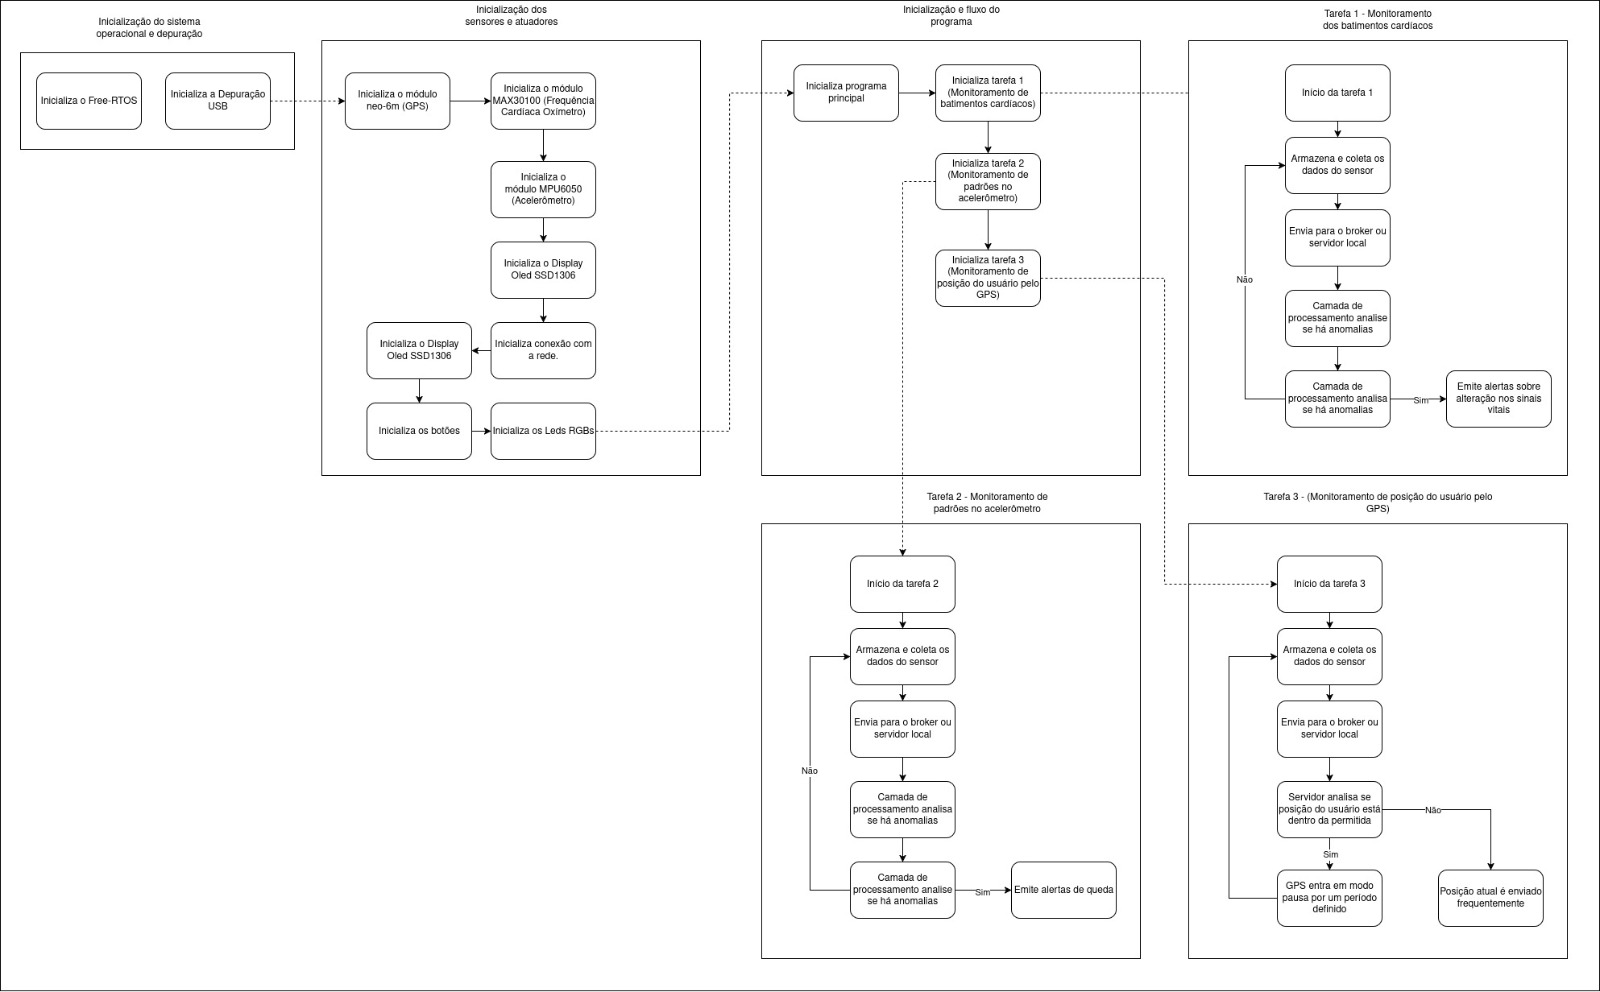 Inicialização do sistema
operacional e depuração
Inicializa o Free-RTOS
Inicializa a Depuração
USB
Inicialização dos
sensores e atuadores
Inicializa o módulo
neo-6m (GPS)
Inicializa o módulo
MAX30100 (Frequência
Cardíaca Oxímetro)
Inicializa o
módulo MPU6050
(Acelerômetro)
Inicializa o Display
Oled SSD1306
Inicializa o Display
Oled SSD1306
Inicializa conexão com
a rede.
Inicializa os botões
Inicializa os Leds RGBs
Inicialização e fluxo do
programa
Inicializa programa
principal
Inicializa tarefa 1
(Monitoramento de
batimentos cardíacos)
Inicializa tarefa 2
(Monitoramento de
padrões no
acelerômetro)
Inicializa tarefa 3
(Monitoramento de
posição do usuário pelo
GPS)
Tarefa 1 - Monitoramento
dos batimentos cardíacos
Início da tarefa 1
Armazena e coleta os
dados do sensor
Envia para o broker ou
servidor local
Não
Camada de
processamento analise
se há anomalias
Camada de
processamento analisa
se há anomalias
Sim
Emite alertas sobre
alteração nos sinais
vitais
Tarefa 2 - Monitoramento de
padrões no acelerômetro
Início da tarefa 2
Armazena e coleta os
dados do sensor
Envia para o broker ou
servidor local
Não
Camada de
processamento analisa
se há anomalias
Camada de
processamento analise
se há anomalias
Sim
Emite alertas de queda
Tarefa 3 - (Monitoramento de posição do usuário pelo
GPS)
Início da tarefa 3
Armazena e coleta os
dados do sensor
Envia para o broker ou
servidor local
Servidor analisa se
posição do usuário está
dentro da permitida
Não
Sim
GPS entra em modo
pausa por um período
definido
Posição atual é enviado
frequentemente